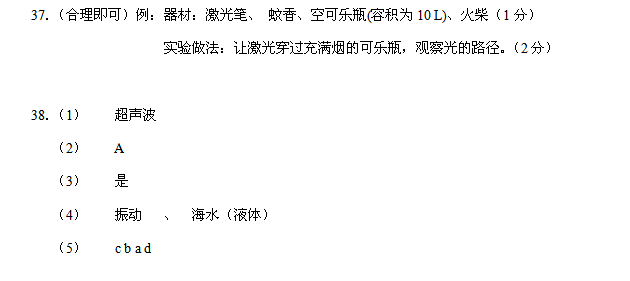 37.（合理即可）例：器材：激光笔、 蚊香、空可乐瓶(容积为 10 L)、火柴（1 分）
实验做法：让激光穿过充满烟的可乐瓶，观察光的路径。（2 分）
38.（1） 超声波
（2） A
（3） 是
（4） 振动 、 海水（液体）
（5） c b a d